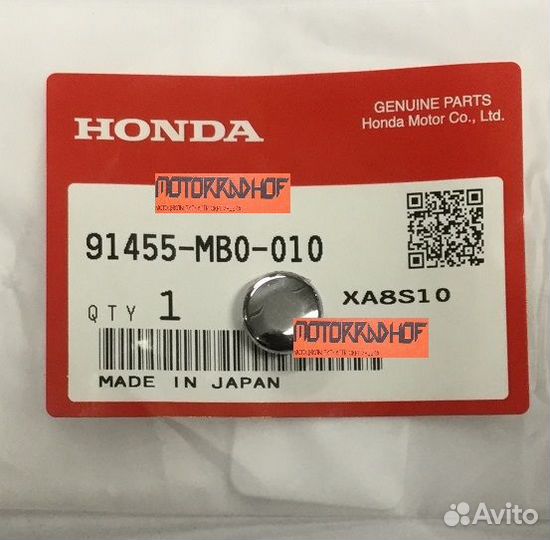 GENUINE PARTS
Honda Motor Co., Ltd.
HONDA
MOTORRADHOF
91455-MB0-010
QTY 1
XA8S10
MOTORRADHOF
MADE IN JAPAN
Avito